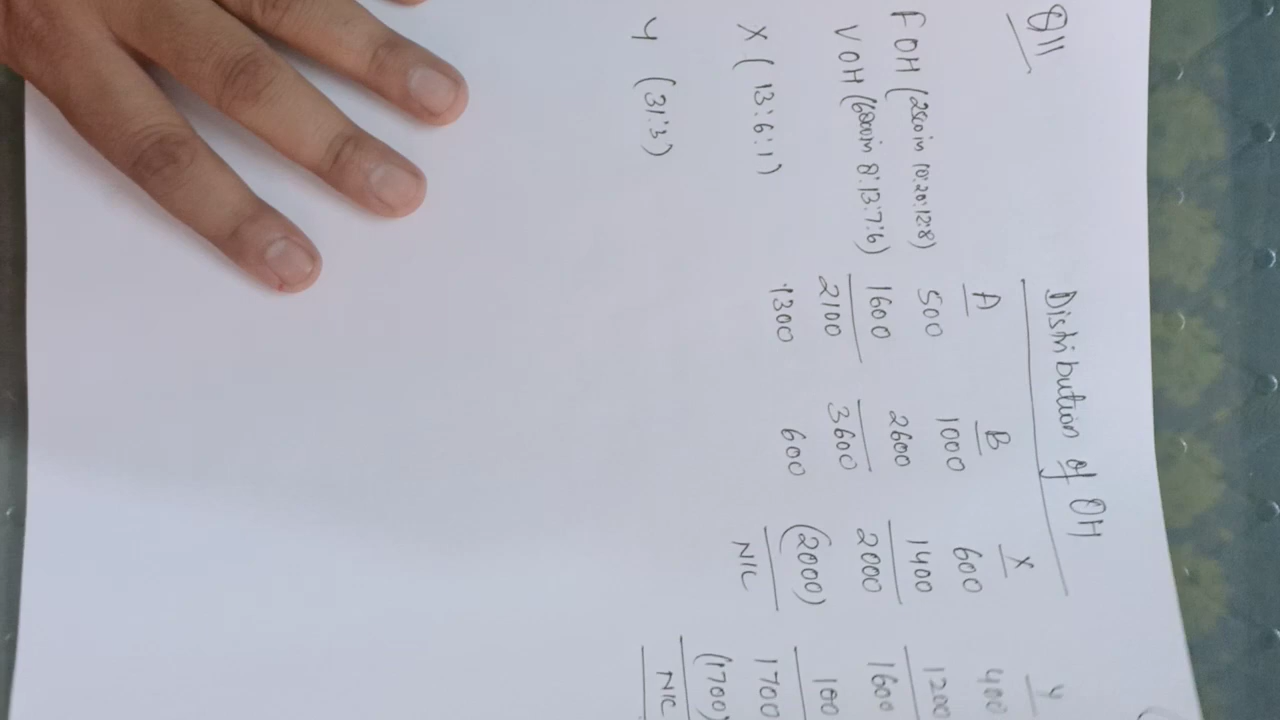 Q11
Distribution of OH
A B X Y
FOH (2500 in 10:20:12:8) 500 1000 600 400
VOH (6800 in 8:13:7:6) 1600 2600 1400 1200
2100 3600 2000 1600
X (13:6:1) 1300 600 (2000) 100
NIL 1700
Y (31:3) (1700)
NIL